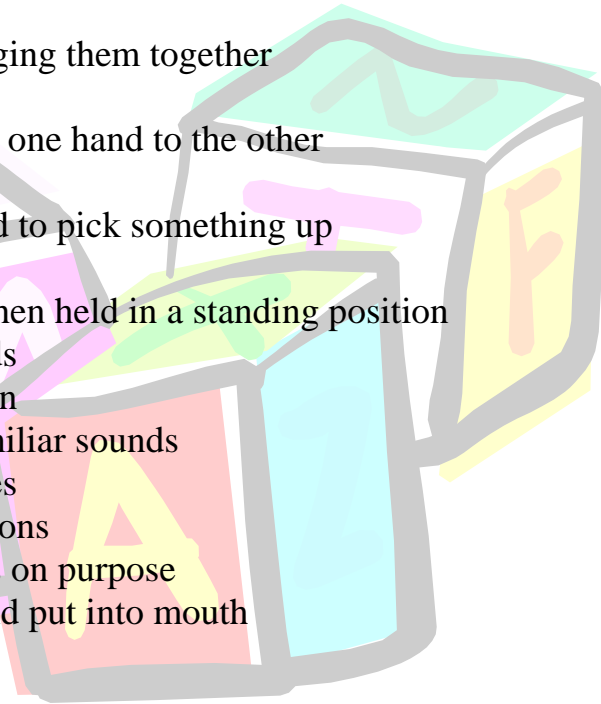 ging them together
one hand to the other
d to pick something up
hen held in a standing position
ls
n
niliar sounds
es
ons
on purpose
d put into mouth
N
T
F
X
A
Z